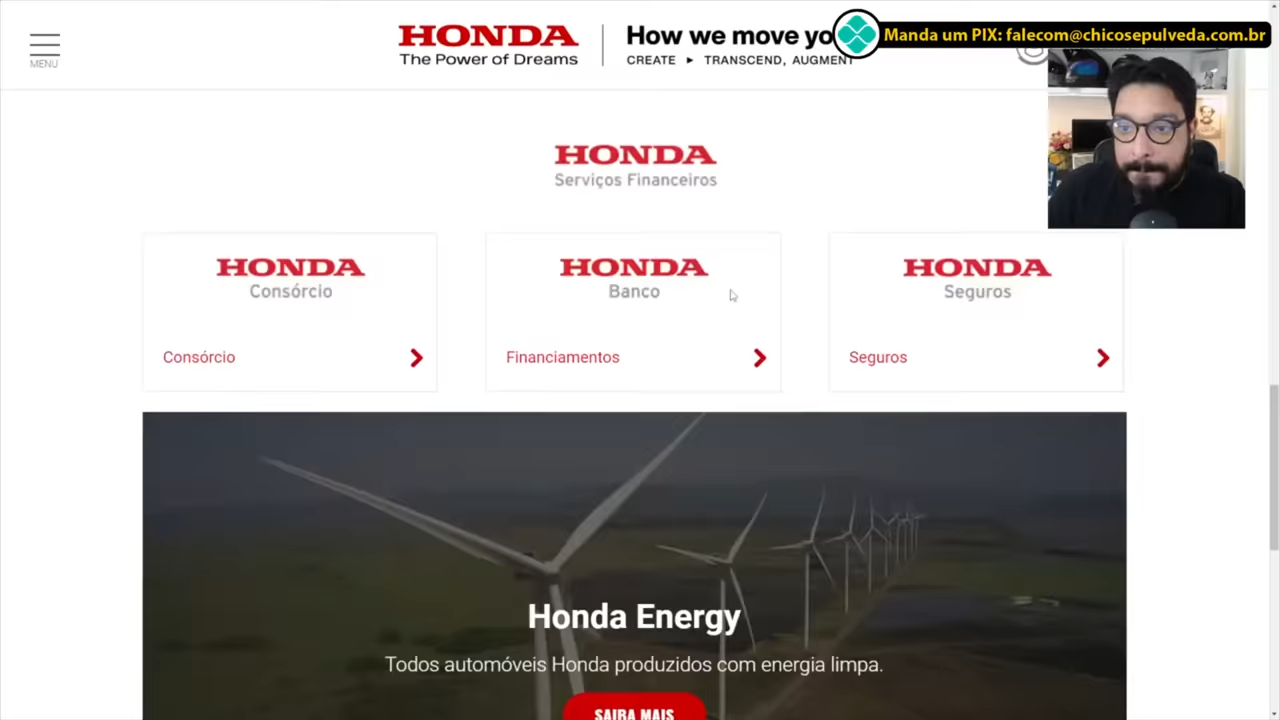 MENU
HONDA
The Power of Dreams
How we move yo
CREATE ► TRANSCEND, AUGMENT
Manda um PIX: falecom@chicosepulveda.com.br
HONDA
Serviços Financeiros
HONDA
Consórcio
Consórcio
HONDA
Banco
Financiamentos
HONDA
Seguros
Seguros
Honda Energy
Todos automóveis Honda produzidos com energia limpa.
SAIBA MAIS